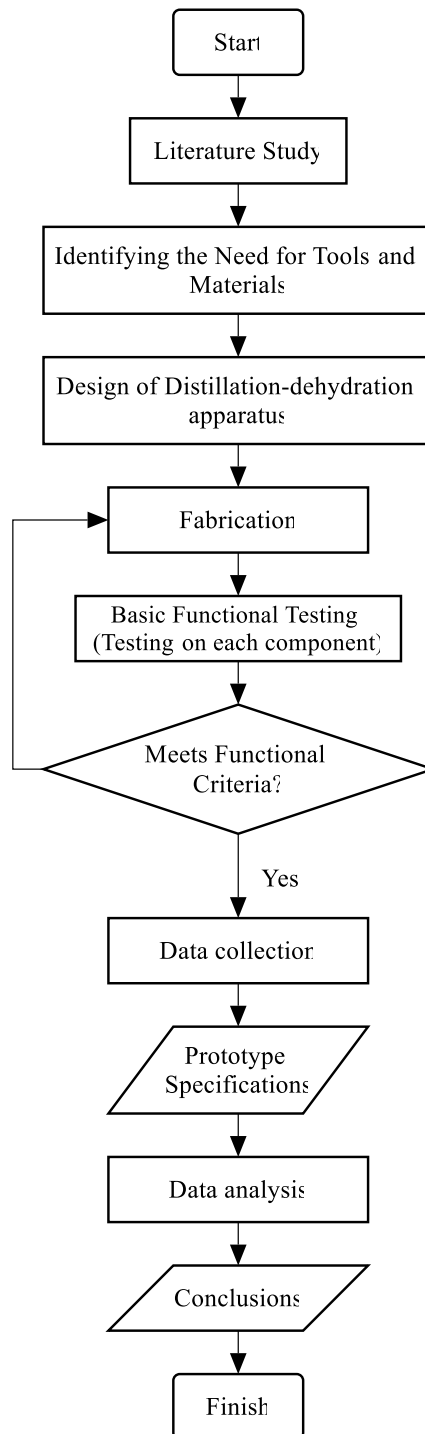 Start
Literature Study
Identifying the Need for Tools and
Materials
Design of Distillation-dehydration
apparatus
Fabrication
Basic Functional Testing
(Testing on each component)
Meets Functional
Criteria?
Yes
Data collection
Prototype
Specifications
Data analysis
Conclusions
Finish